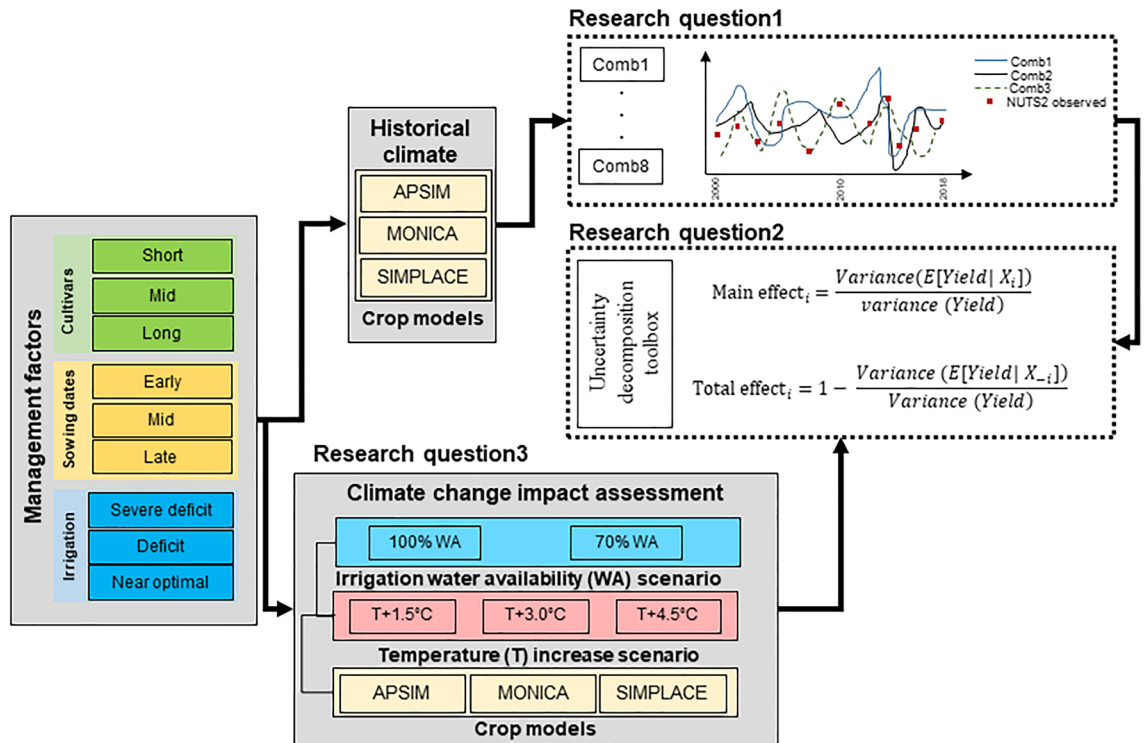 Research question1
Comb1
Comb8
Comb1
Comb2
Comb3
NUTS2 observed
2000
2010
2018
Historical
climate
APSIM
MONICA
SIMPLACE
Crop models
Management factors
Cultivars
Short
Mid
Long
Sowing dates
Early
Mid
Late
Irrigation
Severe deficit
Deficit
Near optimal
Research question2
Uncertainty
decomposition
toolbox
Main effectᵢ = Variance(E[Yield| Xᵢ]) / variance (Yield)
Total effectᵢ = 1 − Variance (E[Yield| X₋ᵢ]) / Variance (Yield)
Research question3
Climate change impact assessment
100% WA
70% WA
Irrigation water availability (WA) scenario
T+1.5°C
T+3.0°C
T+4.5°C
Temperature (T) increase scenario
APSIM
MONICA
SIMPLACE
Crop models